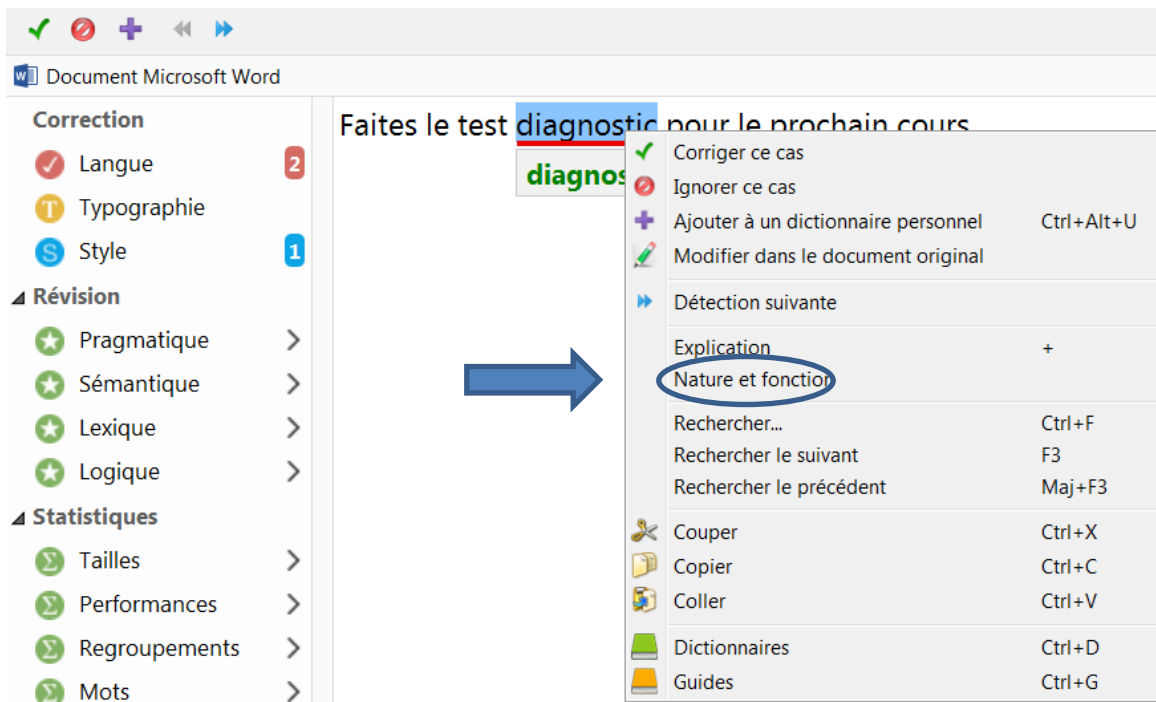 Document Microsoft Word
Correction
Langue 2
Typographie
Style 1
Révision
Pragmatique
Sémantique
Lexique
Logique
Statistiques
Tailles
Performances
Regroupements
Mots
Faites le test diagnostic pour le prochain cours
Corriger ce cas
Ignorer ce cas
Ajouter à un dictionnaire personnel Ctrl+Alt+U
Modifier dans le document original
Détection suivante
Explication +
Nature et fonction
Rechercher... Ctrl+F
Rechercher le suivant F3
Rechercher le précédent Maj+F3
Couper Ctrl+X
Copier Ctrl+C
Coller Ctrl+V
Dictionnaires Ctrl+D
Guides Ctrl+G